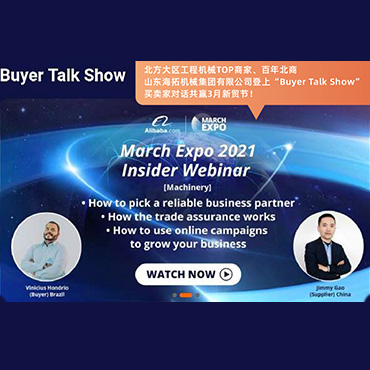 Buyer Talk Show
北方大区工程机械TOP商家、百年北商
山东海拓机械集团有限公司登上“Buyer Talk Show”
买卖家对话共赢3月新贸节！
Alibaba.com
MARCH
EXPO
March Expo 2021
Insider Webinar
[Machinery]
• How to pick a reliable business partner
• How the trade assurance works
• How to use online campaigns
to grow your business
WATCH NOW
Vinicius Honório
(Buyer) Brazil
Jimmy Gao
(Supplier) China